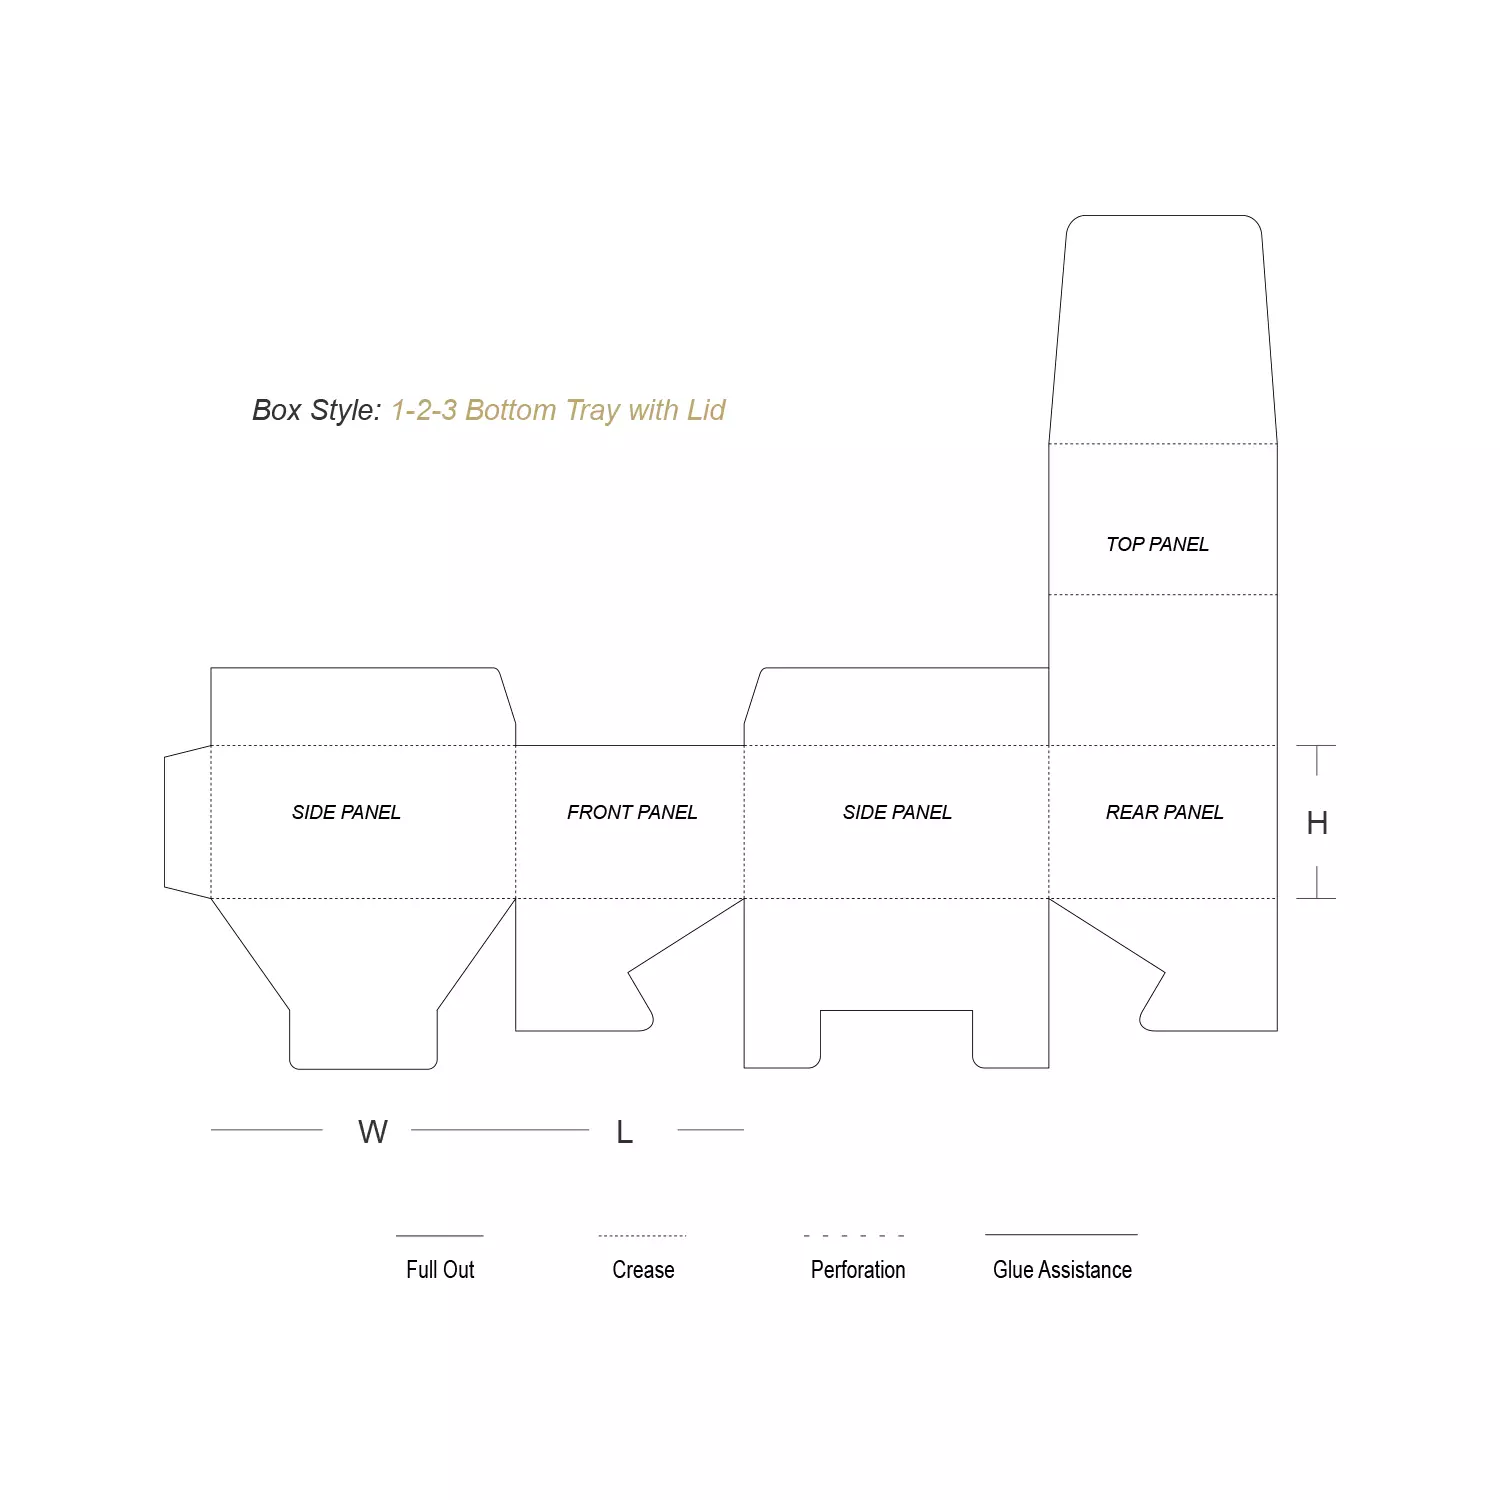 Box Style: 1-2-3 Bottom Tray with Lid
TOP PANEL
SIDE PANEL
FRONT PANEL
SIDE PANEL
REAR PANEL
H
W
L
Full Out
Crease
Perforation
Glue Assistance